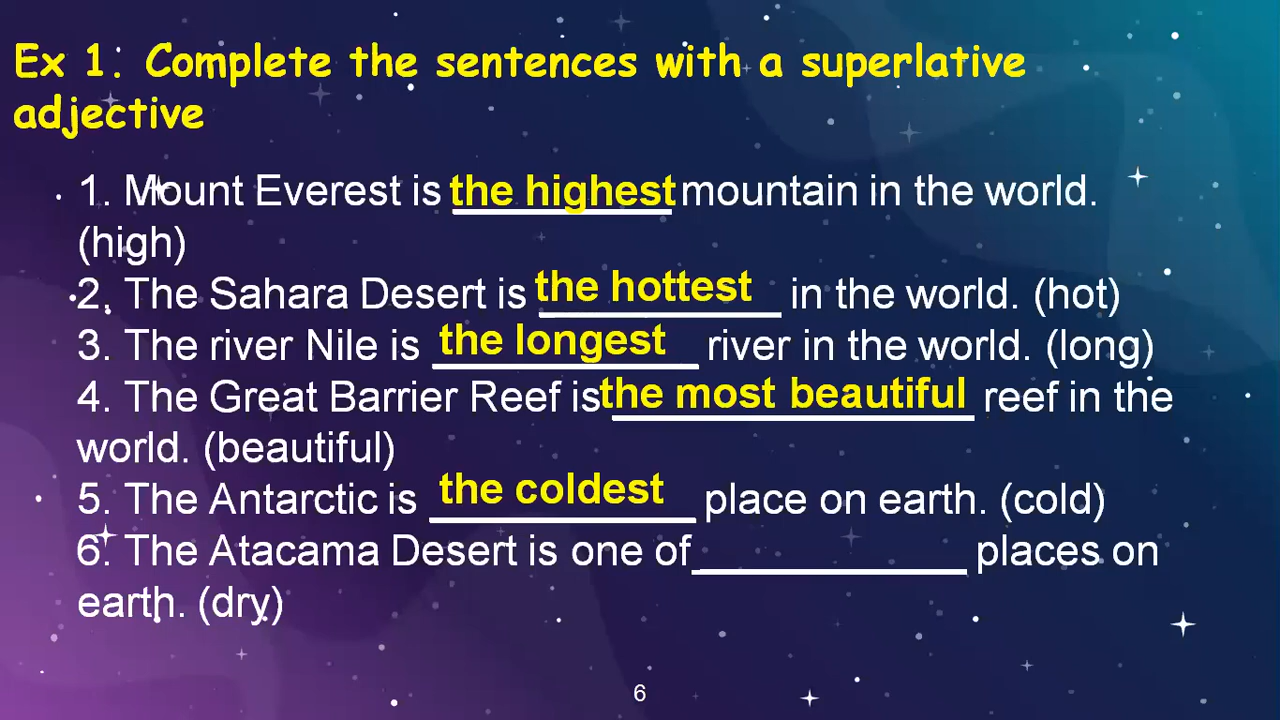 Ex 1: Complete the sentences with a superlative
adjective
1. Mount Everest is the highest mountain in the world.
(high)
2. The Sahara Desert is the hottest in the world. (hot)
3. The river Nile is the longest river in the world. (long)
4. The Great Barrier Reef is the most beautiful reef in the
world. (beautiful)
5. The Antarctic is the coldest place on earth. (cold)
6. The Atacama Desert is one of____________ places on
earth. (dry)
6